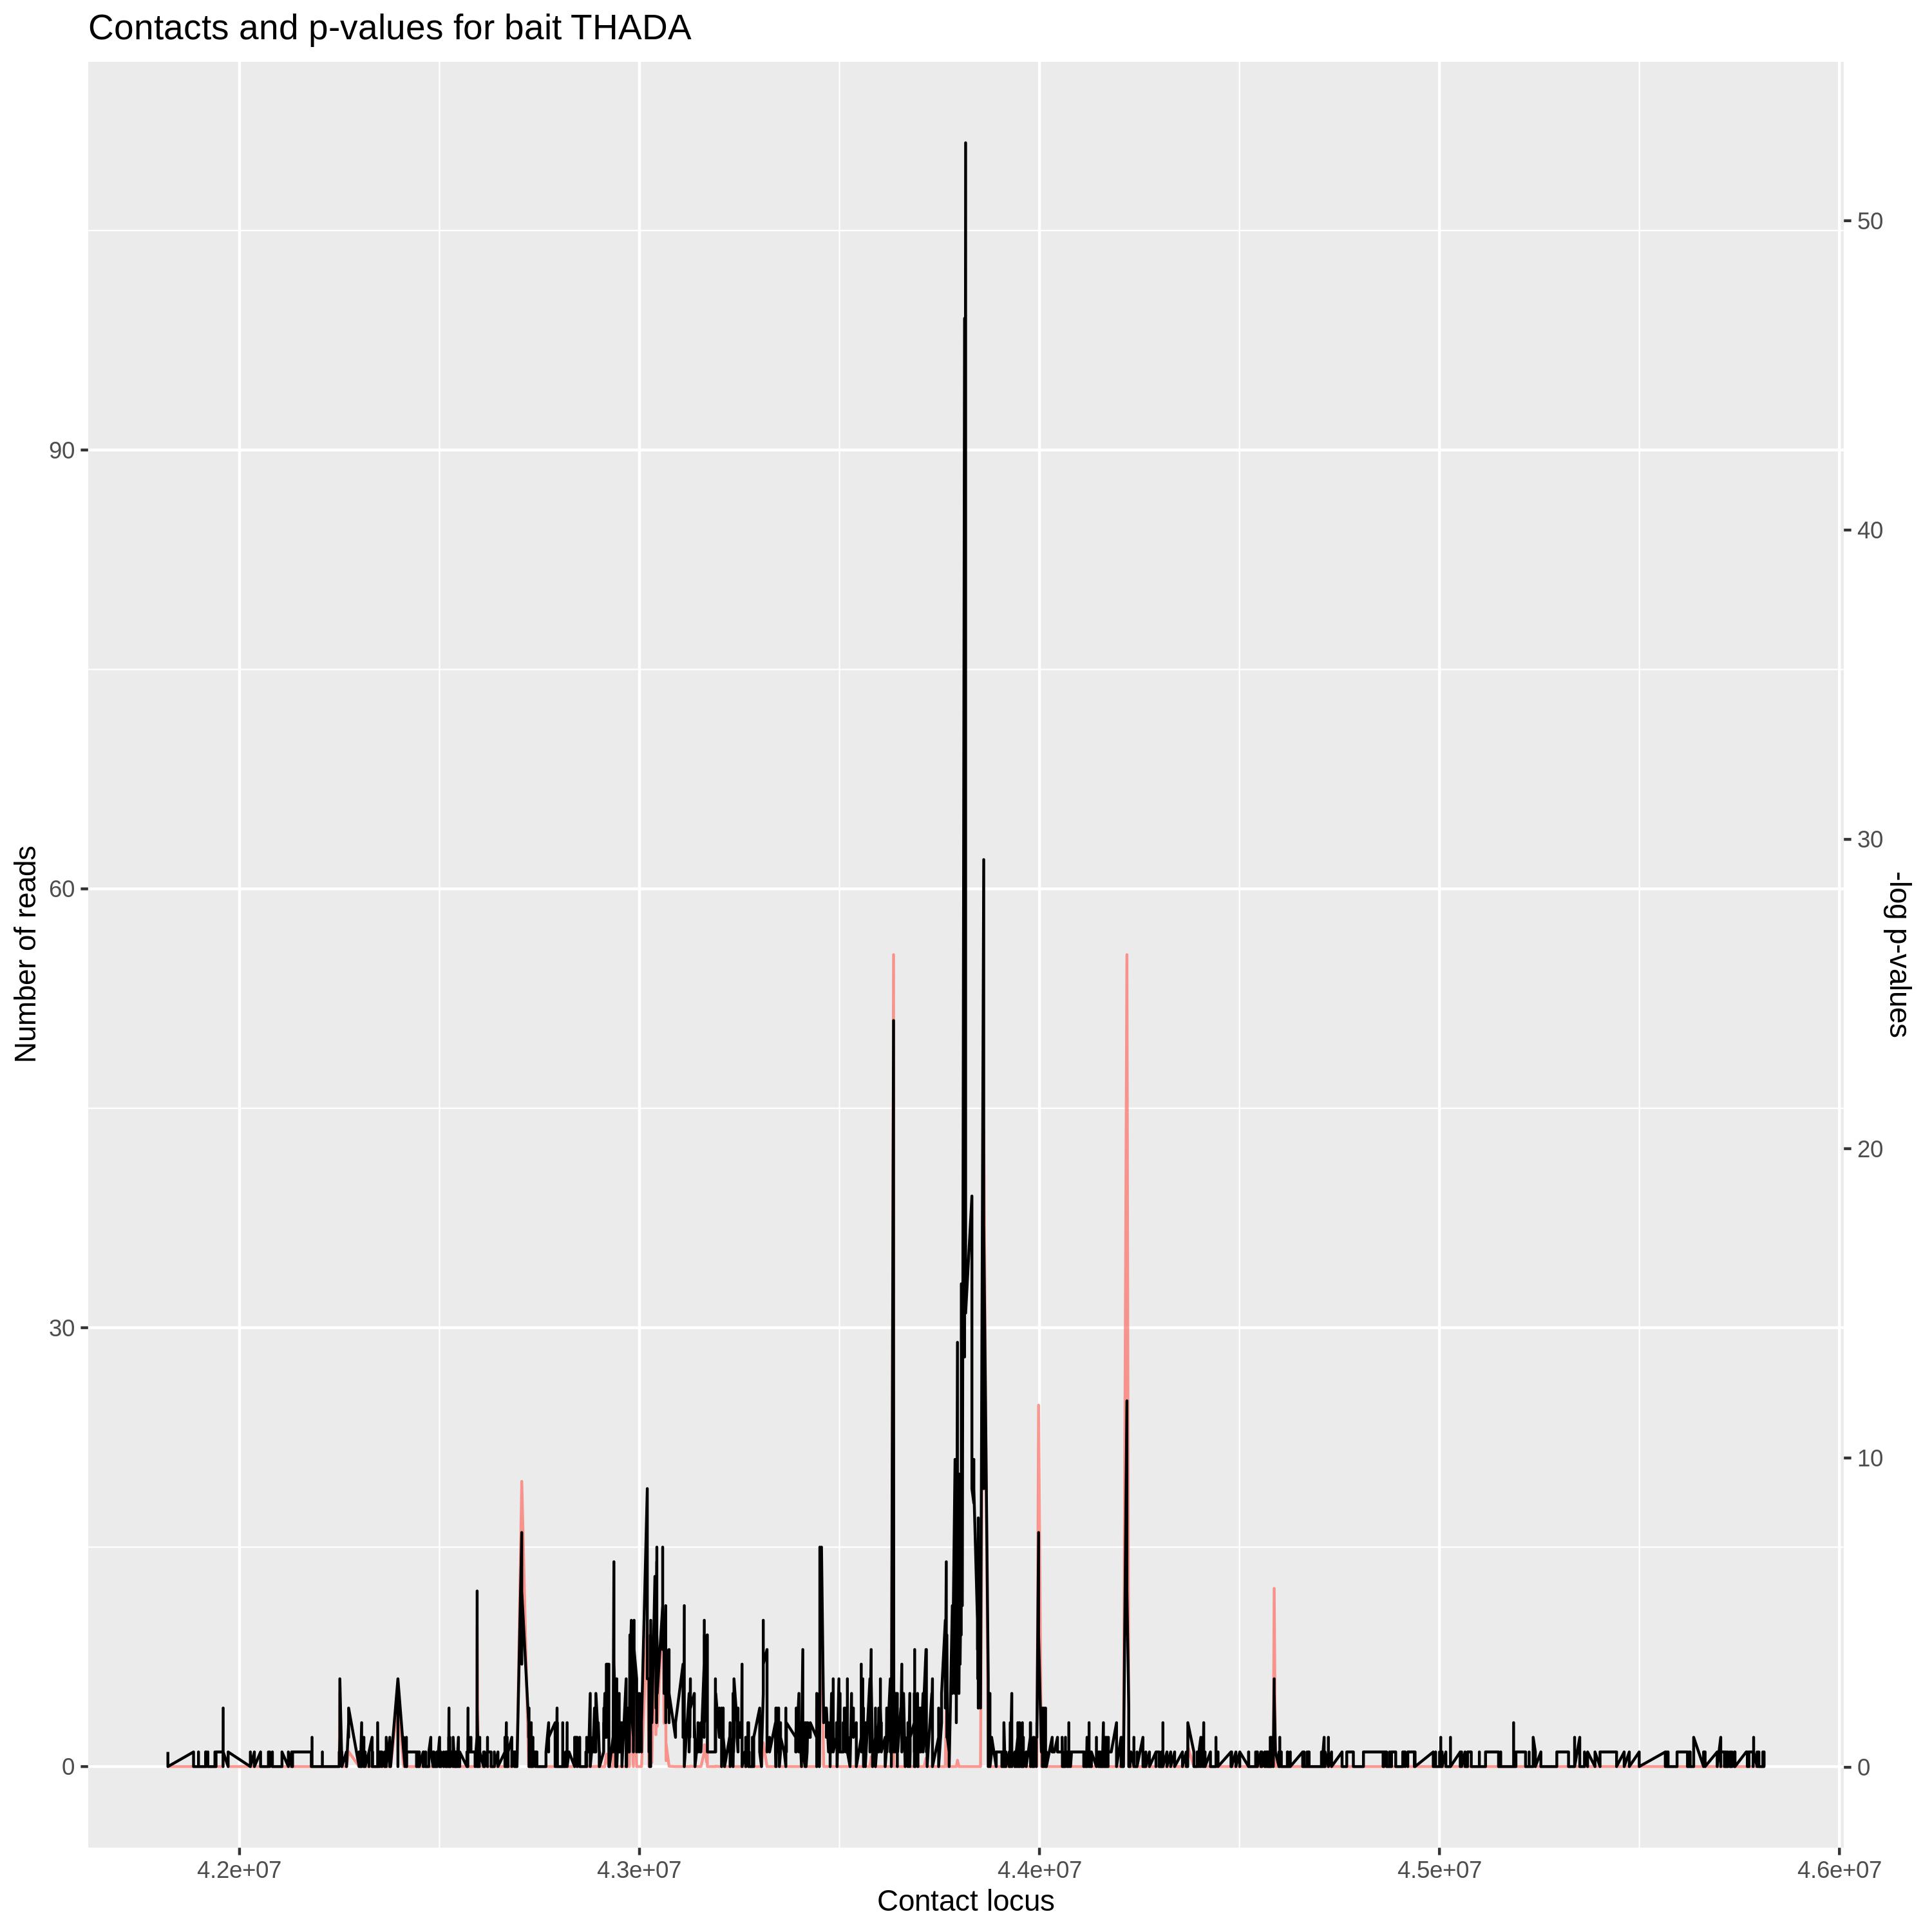 Contacts and p-values for bait THADA
Number of reads
90
60
30
0
50
40
30
20
10
0
-log p-values
4.2e+07
4.3e+07
4.4e+07
4.5e+07
4.6e+07
Contact locus